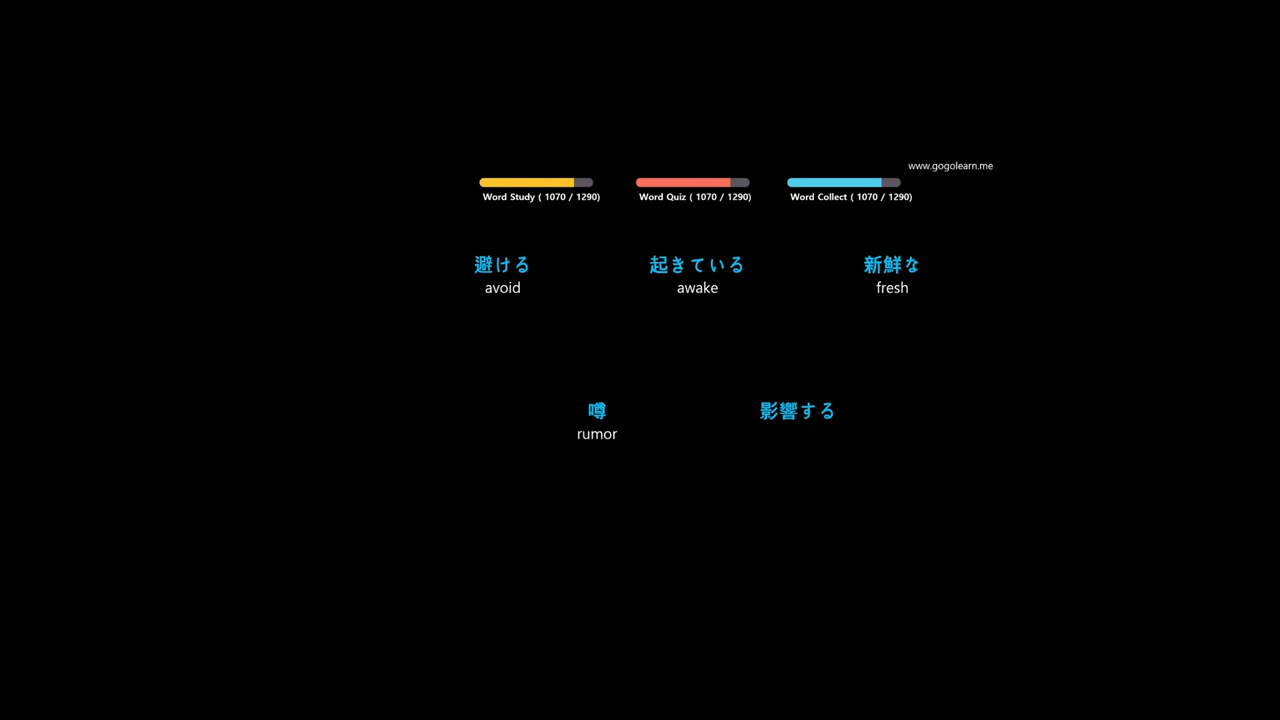 www.gogolearn.me
Word Study ( 1070 / 1290)
Word Quiz ( 1070 / 1290)
Word Collect ( 1070 / 1290)
避ける
起きている
新鮮な
avoid
awake
fresh
噂
影響する
rumor